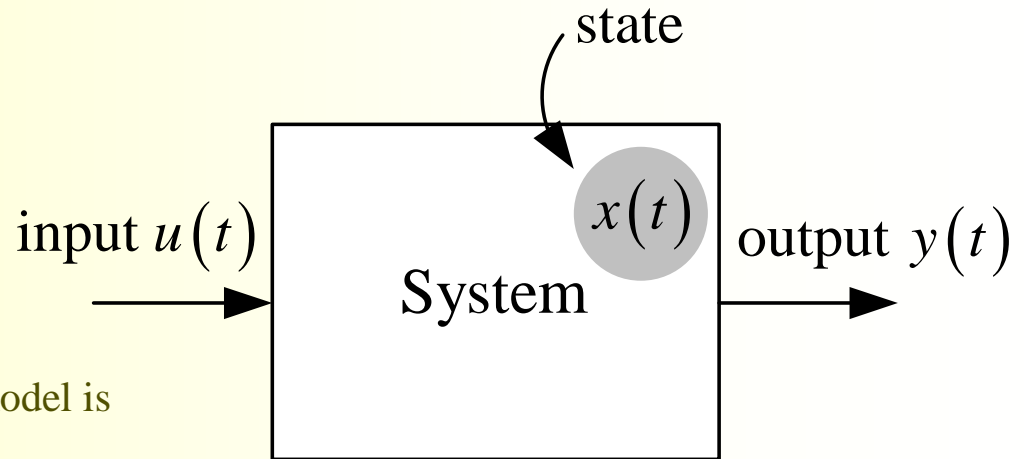 state
x(t)
input u(t)
output y(t)
System
odel is